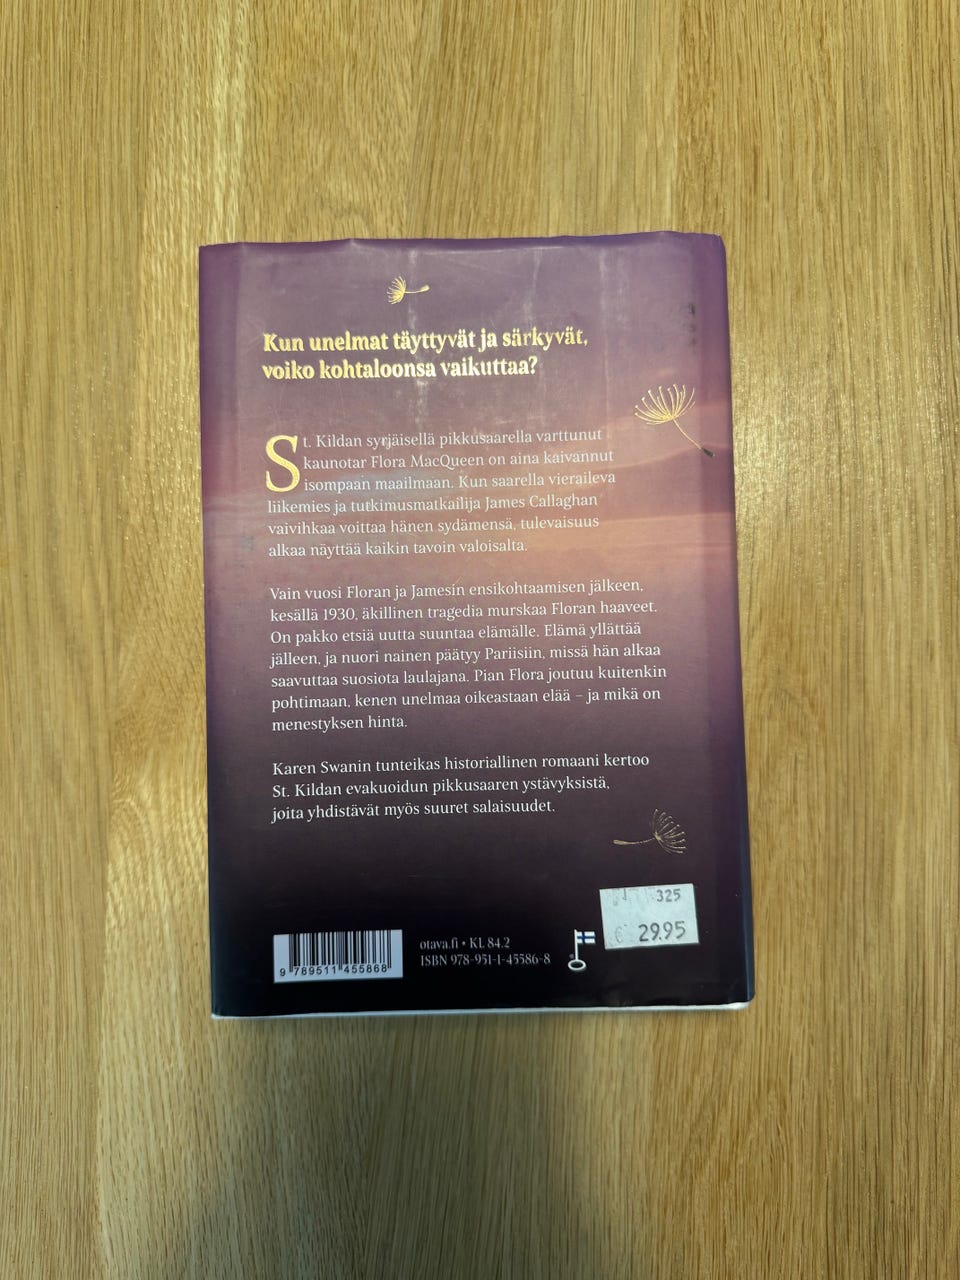 Kun unelmat täyttyvät ja särkyvät,
voiko kohtaloonsa vaikuttaa?
St. Kildan syrjäisellä pikkusaarella varttunut
kaunotar Flora MacQueen on aina kaivannut
isompaan maailmaan. Kun saarella vieraileva
liikemies ja tutkimusmatkailija James Callaghan
vaivihkaa voittaa hänen sydämensä, tulevaisuus
alkaa näyttää kaikin tavoin valoisalta.
Vain vuosi Floran ja Jamesin ensikohtaamisen jälkeen,
kesällä 1930, äkillinen tragedia murskaa Floran haaveet.
On pakko etsiä uutta suuntaa elämälle. Elämä yllättää
jälleen, ja nuori nainen päätyy Pariisiin, missä hän alkaa
saavuttaa suosiota laulajana. Pian Flora joutuu kuitenkin
pohtimaan, kenen unelmaa oikeastaan elää – ja mikä on
menestyksen hinta.
Karen Swanin tunteikas historiallinen romaani kertoo
St. Kildan evakuoidun pikkusaaren ystävyksistä,
joita yhdistävät myös suuret salaisuudet.
325
€ 29.95
otava.fi • KL 84.2
ISBN 978-951-1-45586-8
9 789511 455868